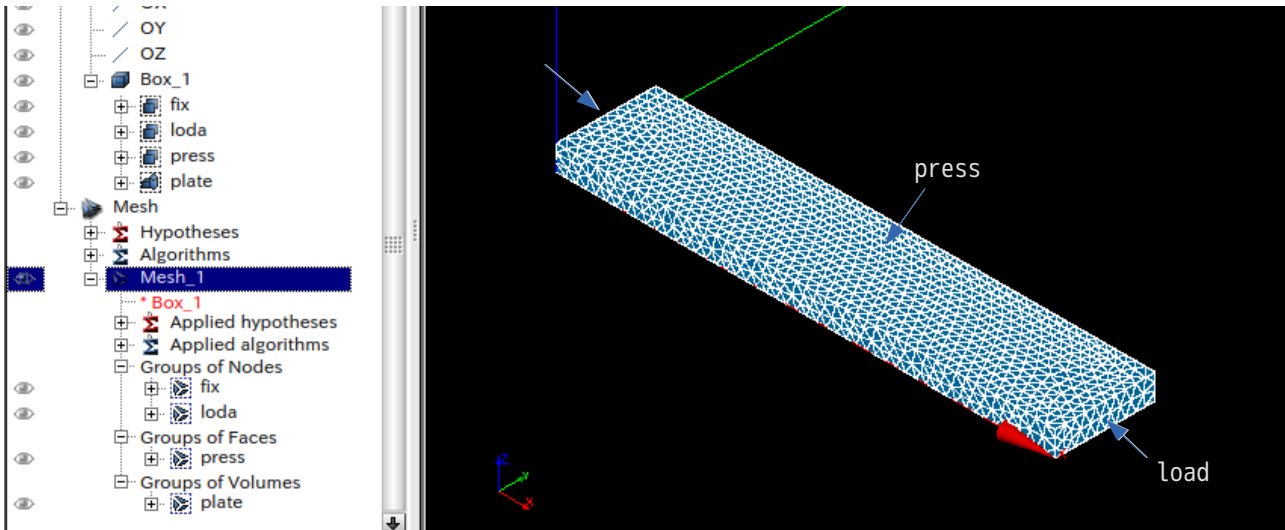 OX
OY
OZ
Box_1
fix
loda
press
plate
Mesh
Hypotheses
Algorithms
Mesh_1
* Box_1
Applied hypotheses
Applied algorithms
Groups of Nodes
fix
loda
Groups of Faces
press
Groups of Volumes
plate
press
load
X
Z
Y
X